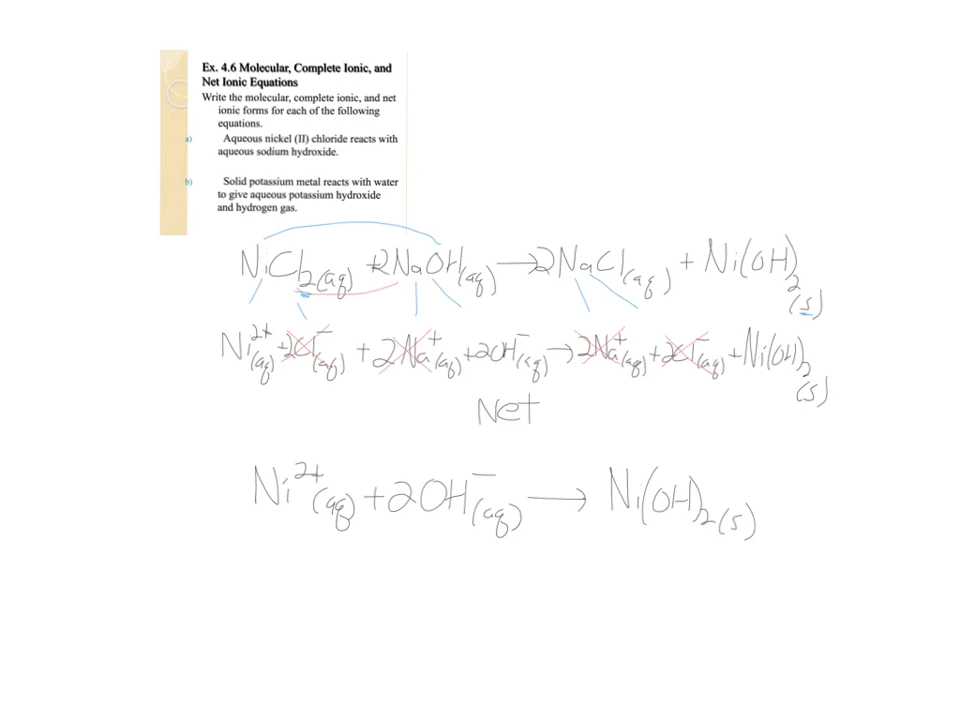 Ex. 4.6 Molecular, Complete Ionic, and
Net Ionic Equations
Write the molecular, complete ionic, and net
ionic forms for each of the following
equations.
a) Aqueous nickel (II) chloride reacts with
aqueous sodium hydroxide.
b) Solid potassium metal reacts with water
to give aqueous potassium hydroxide
and hydrogen gas.
NiCl₂(aq) + 2NaOH(aq) → 2NaCl(aq) + Ni(OH)₂(s)
Ni²⁺(aq) + 2Cl⁻(aq) + 2Na⁺(aq) + 2OH⁻(aq) → 2Na⁺(aq) + 2Cl⁻(aq) + Ni(OH)₂(s)
Net
Ni²⁺(aq) + 2OH⁻(aq) → Ni(OH)₂(s)